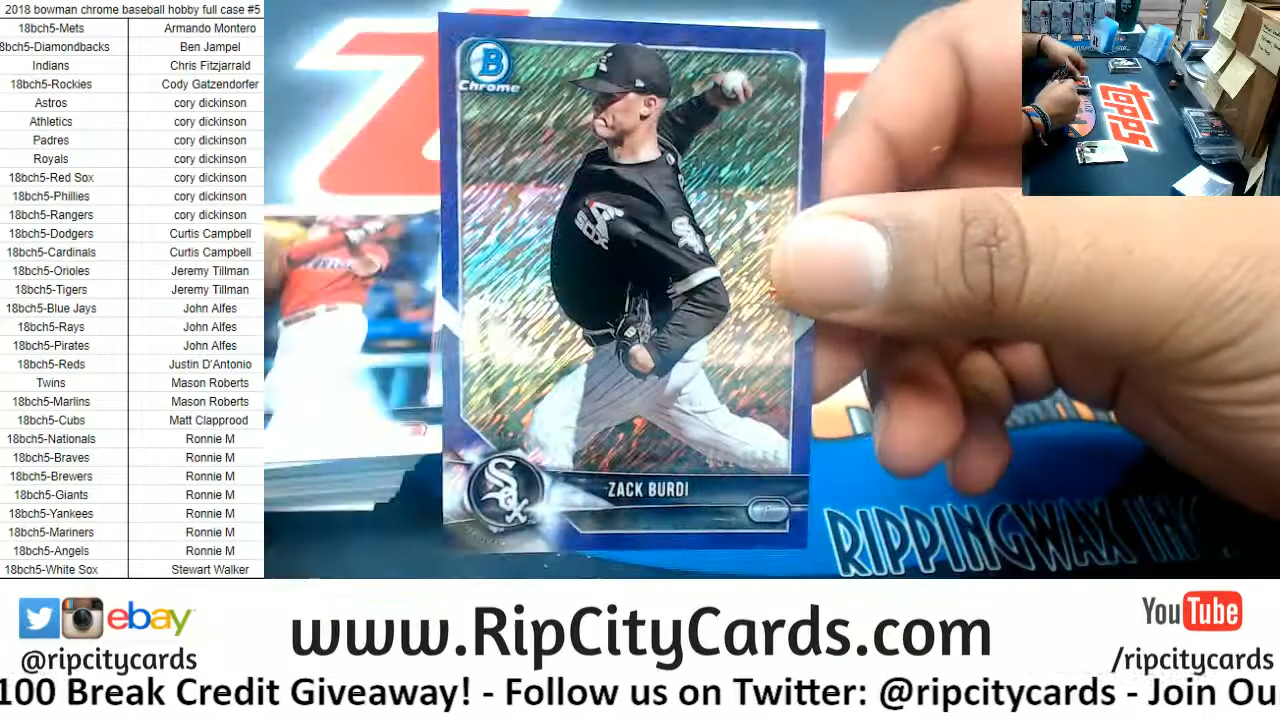 2018 bowman chrome baseball hobby full case #5
18bch5-Mets Armando Montero
8bch5-Diamondbacks Ben Jampel
Indians Chris Fitzjarrald
18bch5-Rockies Cody Gatzendorfer
Astros cory dickinson
Athletics cory dickinson
Padres cory dickinson
Royals cory dickinson
18bch5-Red Sox cory dickinson
18bch5-Phillies cory dickinson
18bch5-Rangers cory dickinson
18bch5-Dodgers Curtis Campbell
18bch5-Cardinals Curtis Campbell
18bch5-Orioles Jeremy Tillman
18bch5-Tigers Jeremy Tillman
18bch5-Blue Jays John Alfes
18bch5-Rays John Alfes
18bch5-Pirates John Alfes
18bch5-Reds Justin D'Antonio
Twins Mason Roberts
18bch5-Marlins Mason Roberts
18bch5-Cubs Matt Clapprood
18bch5-Nationals Ronnie M
18bch5-Braves Ronnie M
18bch5-Brewers Ronnie M
18bch5-Giants Ronnie M
18bch5-Yankees Ronnie M
18bch5-Mariners Ronnie M
18bch5-Angels Ronnie M
18bch5-White Sox Stewart Walker
B
Chrome
SOX
Sox
Sox
ZACK BURDI
P
TOPPS
RIPPINGWAX
ebay
@ripcitycards
www.RipCityCards.com
YouTube
/ripcitycards
100 Break Credit Giveaway! - Follow us on Twitter: @ripcitycards - Join Ou